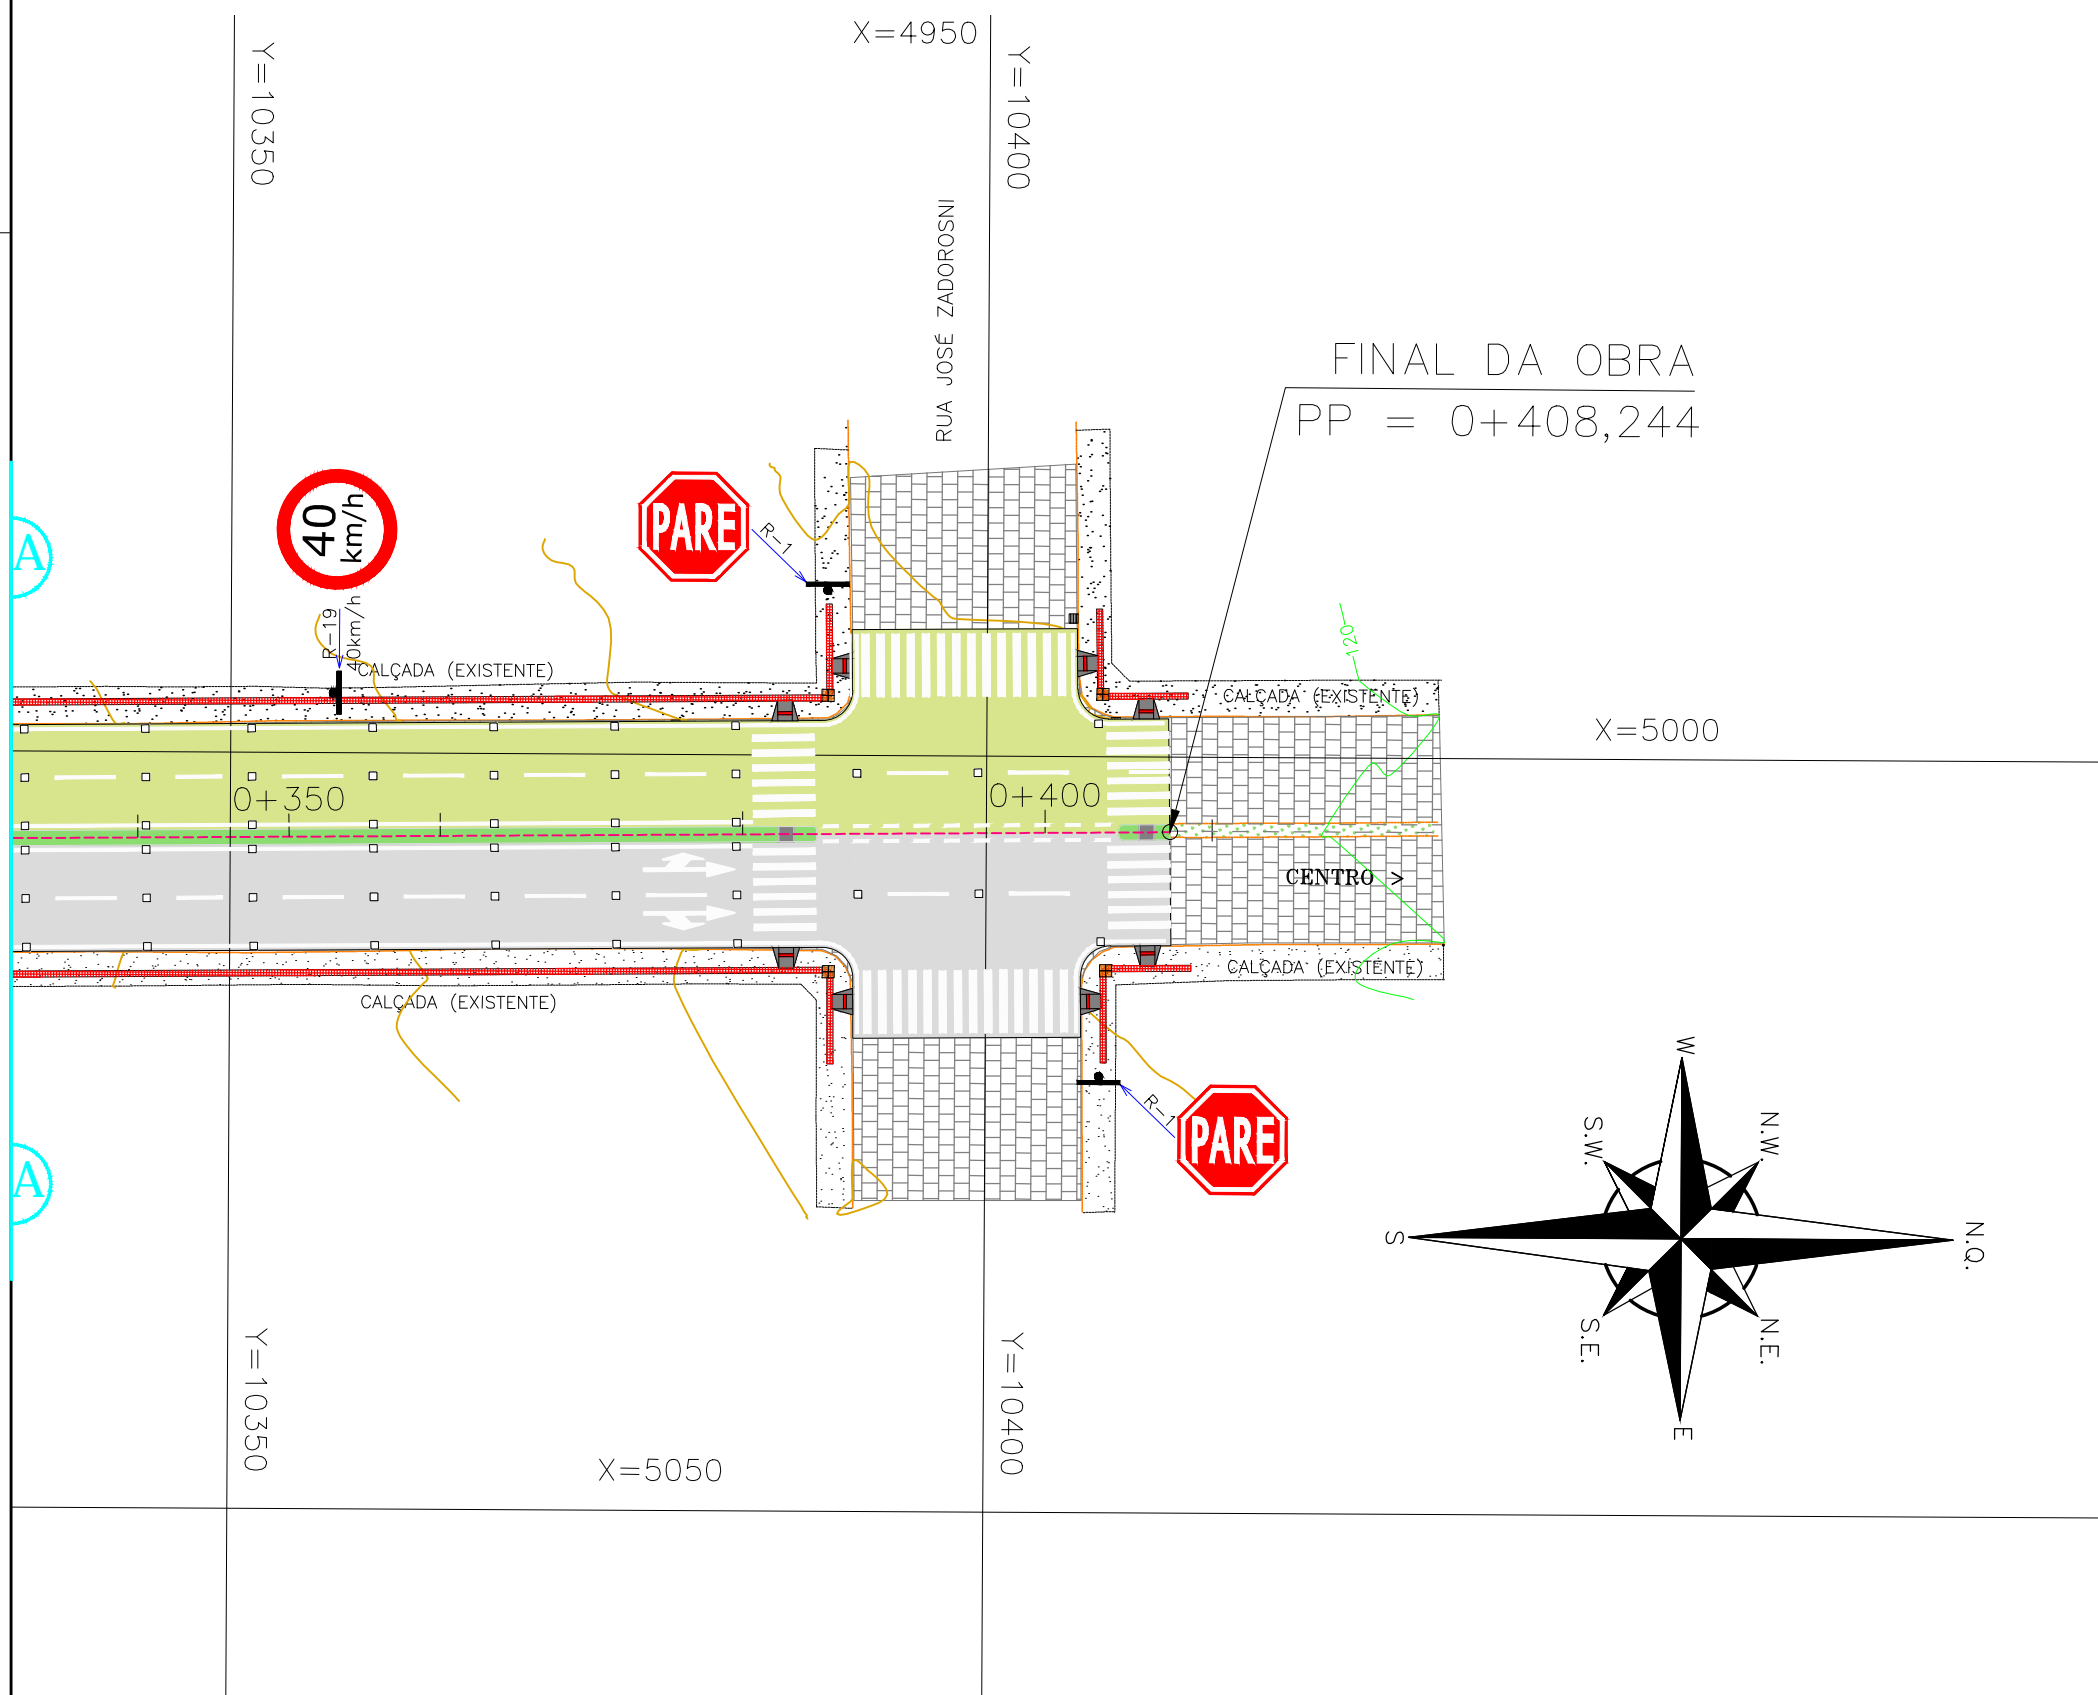 X=4950
Y=10350
Y=10400
RUA JOSÉ ZADOROSNI
FINAL DA OBRA
PP = 0+408,244
40
km/h
PARE
R-1
A
R-19
40km/h
120
CALÇADA (EXISTENTE)
CALÇADA (EXISTENTE)
X=5000
0+350
0+400
CENTRO >
CALÇADA (EXISTENTE)
CALÇADA (EXISTENTE)
R-1
PARE
A
W
N.W.
S.W.
S
N.Q.
S.E.
N.E.
E
Y=10350
Y=10400
X=5050